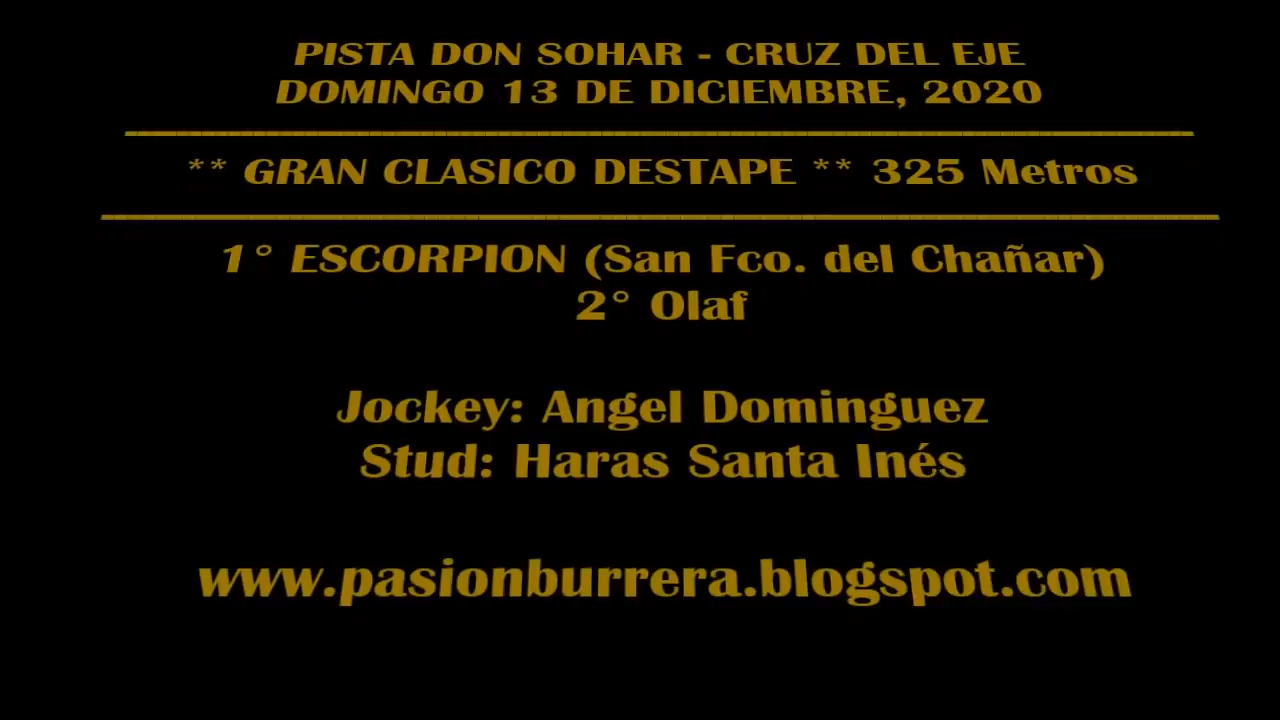 PISTA DON SOHAR - CRUZ DEL EJE
DOMINGO 13 DE DICIEMBRE, 2020
** GRAN CLASICO DESTAPE ** 325 Metros
1° ESCORPION (San Fco. del Chañar)
2° Olaf
Jockey: Angel Dominguez
Stud: Haras Santa Inés
www.pasionburrera.blogspot.com